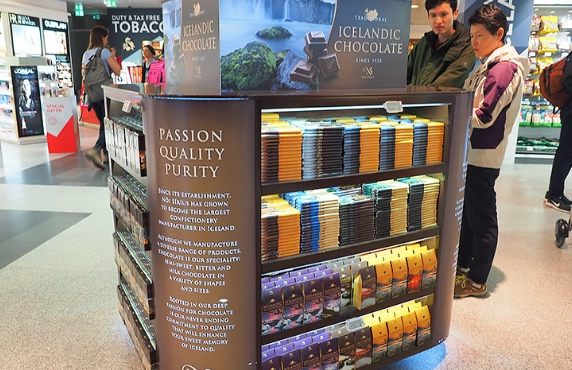 DUTY & TAX FREE
TOBACCO
SPECIAL
OFFER
L'ORÉAL
ICELANDIC
CHOCOLATE
TRADITIONAL
ICELANDIC
CHOCOLATE
SINCE 1933
PASSION
QUALITY
PURITY
SINCE ITS ESTABLISHMENT,
NÓI SÍRÍUS HAS GROWN
TO BECOME THE LARGEST
CONFECTIONERY
MANUFACTURER IN ICELAND.
ALTHOUGH WE MANUFACTURE
A DIVERSE RANGE OF PRODUCTS,
CHOCOLATE IS OUR SPECIALITY:
SEMI-SWEET, BITTER AND
MILK CHOCOLATE IN
A VARIETY OF SHAPES
AND SIZES.
ROOTED IN OUR DEEP
PASSION FOR CHOCOLATE
IS OUR NEVER ENDING
COMMITMENT TO QUALITY
THAT WILL ENHANCE
YOUR SWEET MEMORY
OF ICELAND.